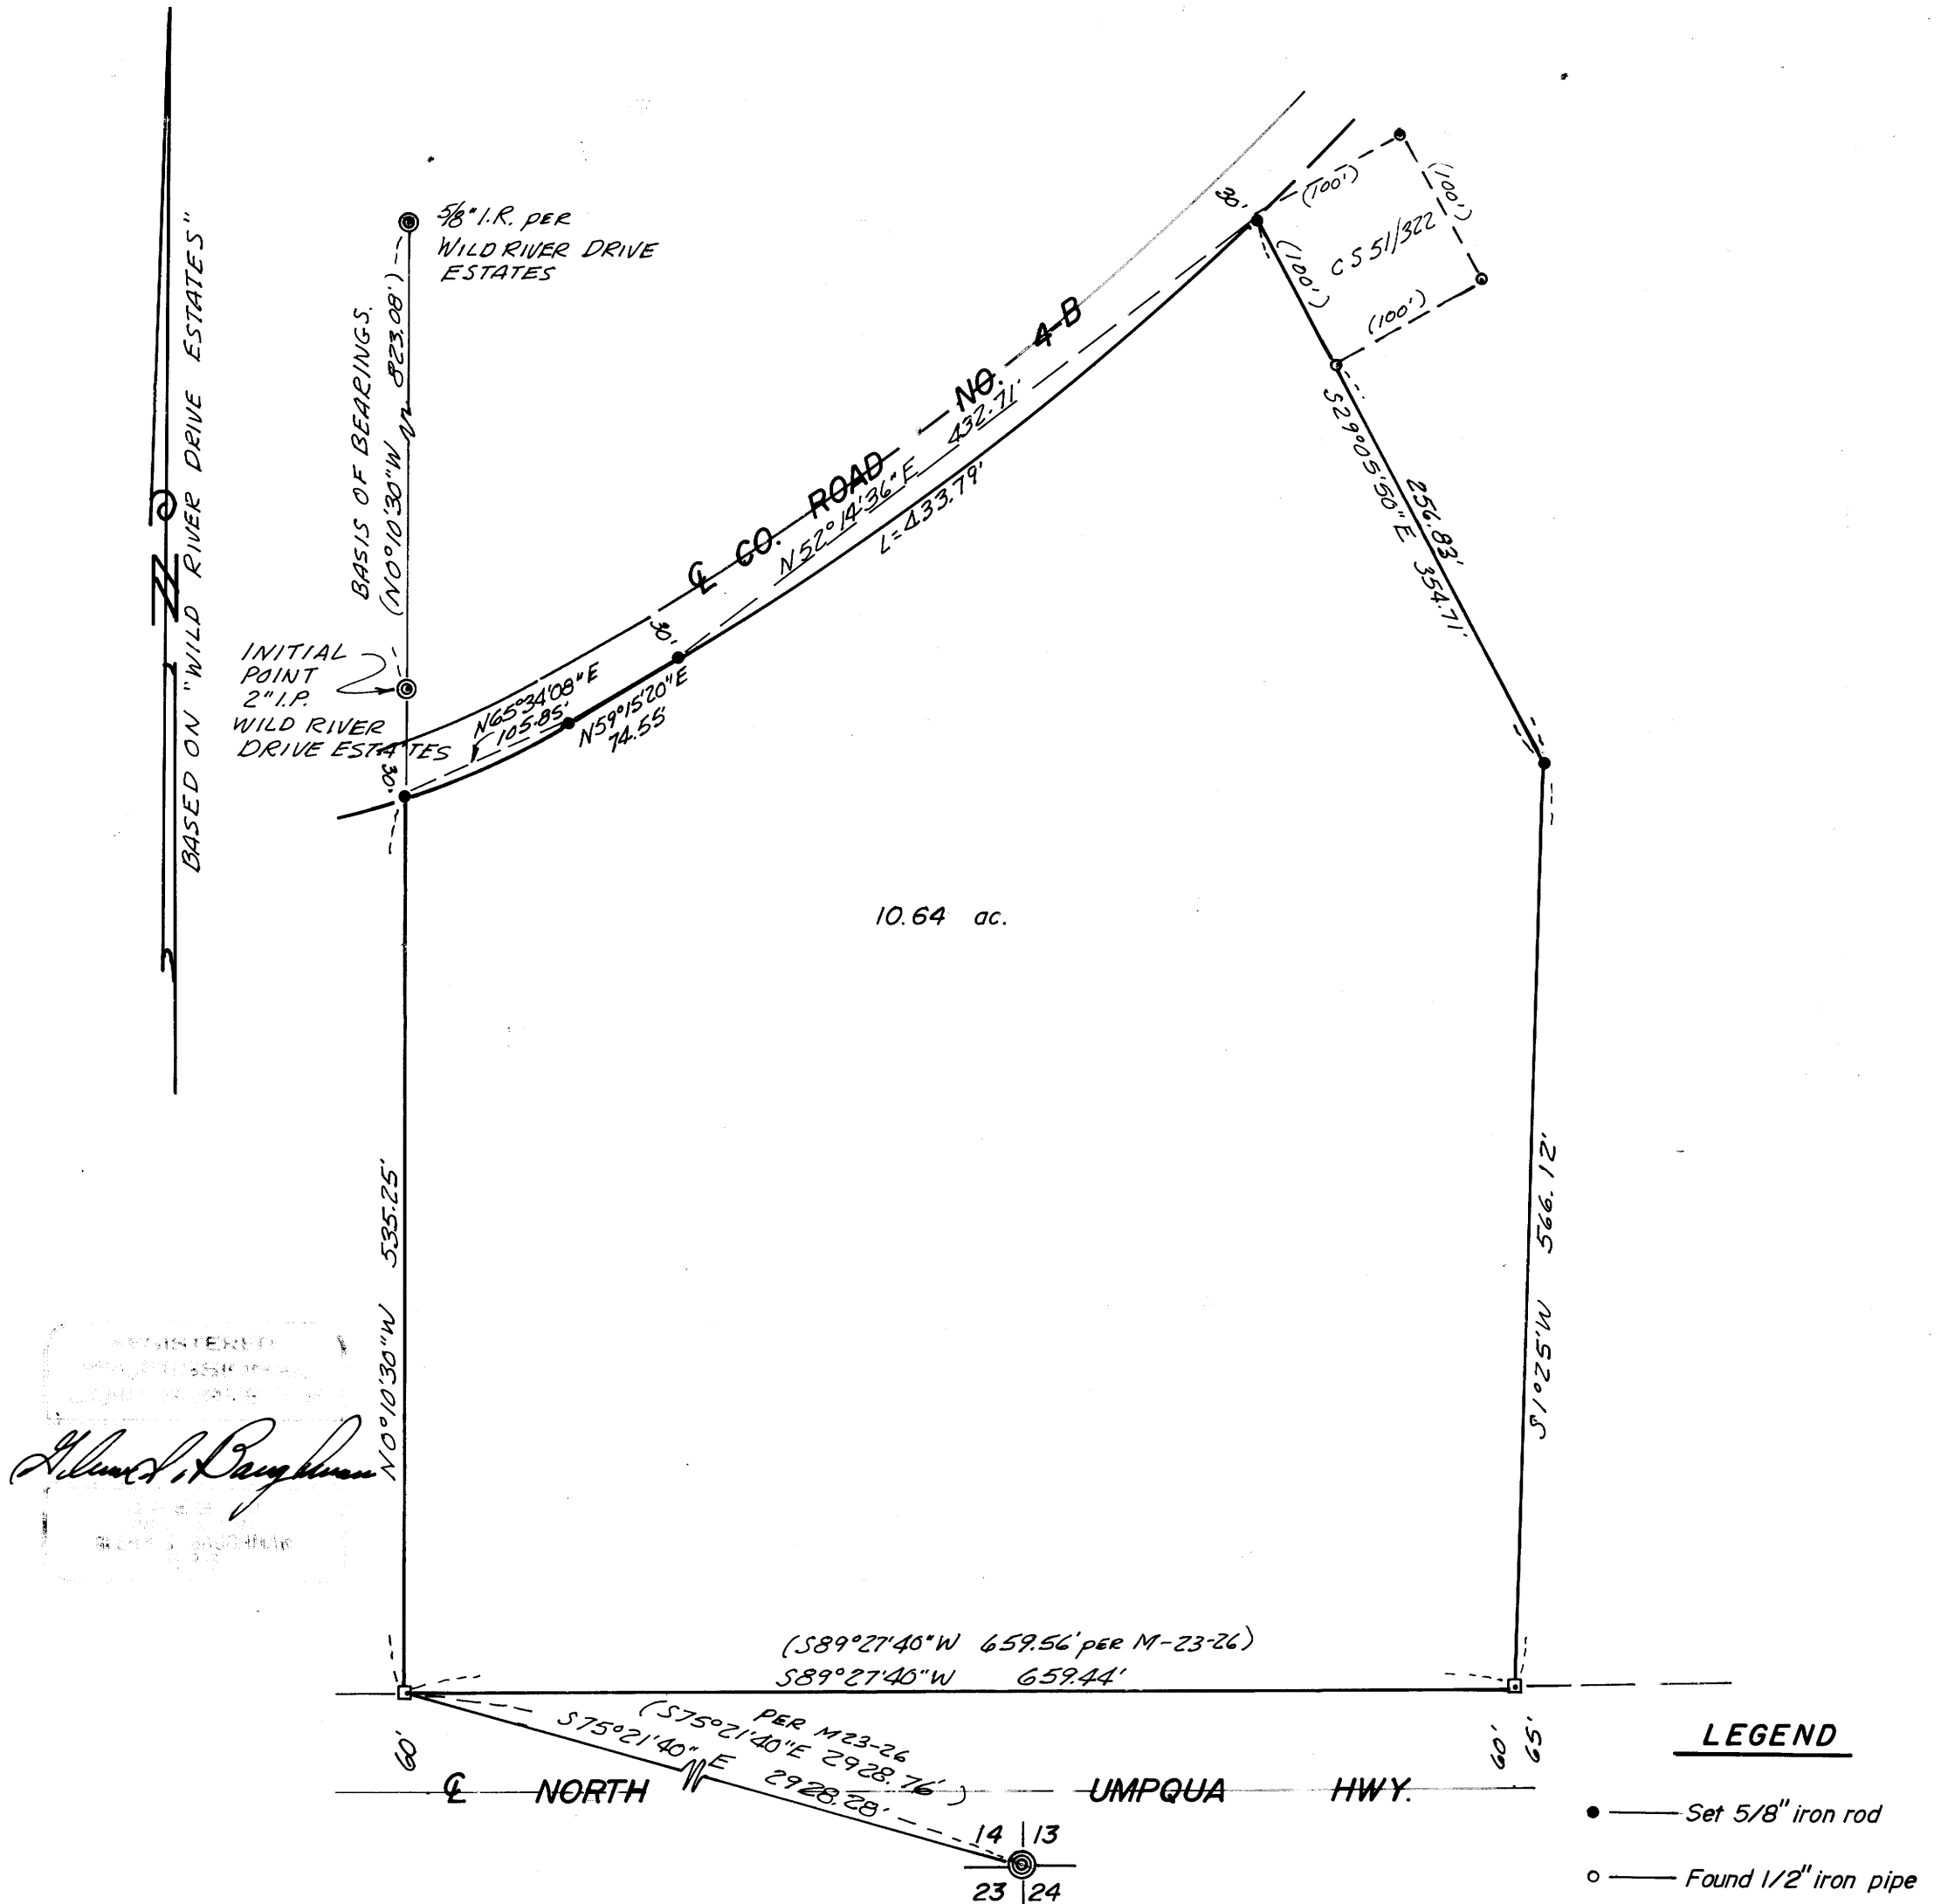 BASED ON "WILD RIVER DRIVE ESTATES"
N
5/8" I.R. PER
WILD RIVER DRIVE
ESTATES
BASIS OF BEARINGS.
(N0°10'30"W 823.08')
INITIAL
POINT
2" I.P.
WILD RIVER
DRIVE ESTATES
30'
30'
30'
N65°34'08"E
105.85'
N59°15'20"E
74.55'
℄ CO. ROAD NO. 4-B
N52°14'36"E 432.71'
L=433.79'
(100')
(100')
(100')
(100')
CS 51/322
256.83'
S29°05'50"E 354.71'
10.64 ac.
N0°10'30"W 535.25'
S1°25'W 566.12'
(S89°27'40"W 659.56' PER M-23-26)
S89°27'40"W 659.44'
PER M23-26
(S75°21'40"E 2928.76')
S75°21'40"E 2928.28'
60'
60'
65'
℄ NORTH UMPQUA HWY.
14 13
23 24
LEGEND
Set 5/8" iron rod
Found 1/2" iron pipe